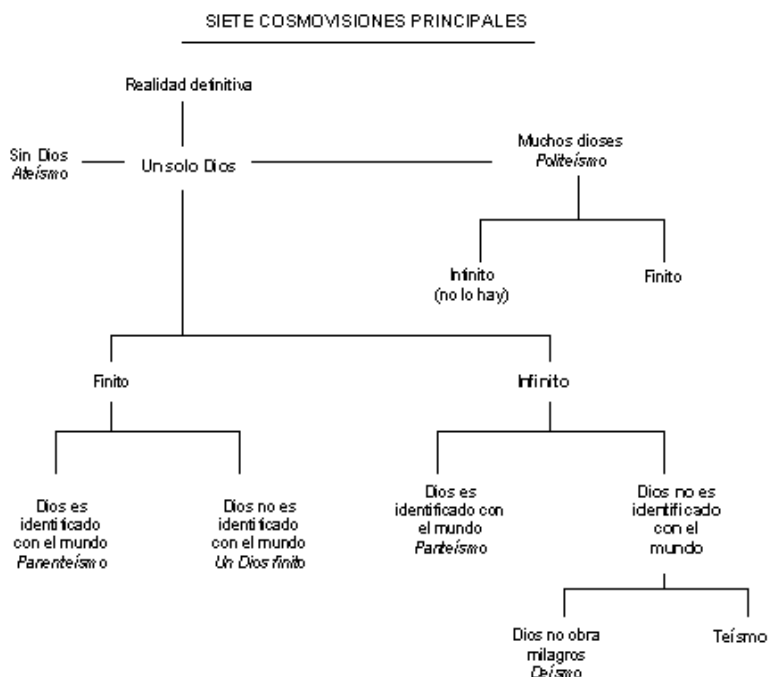 SIETE COSMOVISIONES PRINCIPALES
Realidad definitiva
Sin Dios
Ateísmo
Un solo Dios
Muchos dioses
Politeísmo
Infinito
(no lo hay)
Finito
Finito
Infinito
Dios es
identificado
con el mundo
Panenteísmo
Dios no es
identificado
con el mundo
Un Dios finito
Dios es
identificado con
el mundo
Panteísmo
Dios no es
identificado
con el
mundo
Dios no obra
milagros
Deísmo
Teísmo